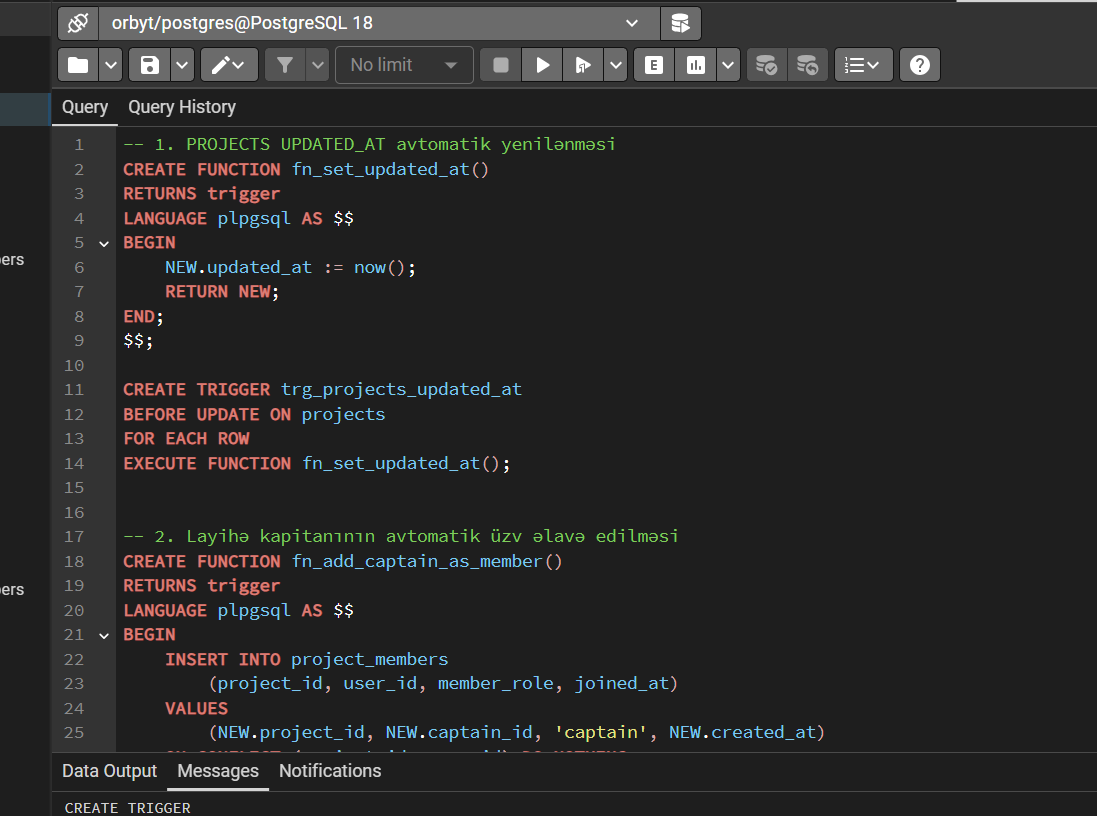 orbyt/postgres@PostgreSQL 18
No limit
E
Query Query History
1 -- 1. PROJECTS UPDATED_AT avtomatik yenilənməsi
2 CREATE FUNCTION fn_set_updated_at()
3 RETURNS trigger
4 LANGUAGE plpgsql AS $$
5 BEGIN
ers
6 NEW.updated_at := now();
7 RETURN NEW;
8 END;
9 $$;
10
11 CREATE TRIGGER trg_projects_updated_at
12 BEFORE UPDATE ON projects
13 FOR EACH ROW
14 EXECUTE FUNCTION fn_set_updated_at();
15
16
17 -- 2. Layihə kapitanının avtomatik üzv əlavə edilməsi
18 CREATE FUNCTION fn_add_captain_as_member()
19 RETURNS trigger
ers
20 LANGUAGE plpgsql AS $$
21 BEGIN
22 INSERT INTO project_members
23 (project_id, user_id, member_role, joined_at)
24 VALUES
25 (NEW.project_id, NEW.captain_id, 'captain', NEW.created_at)
Data Output Messages Notifications
CREATE TRIGGER